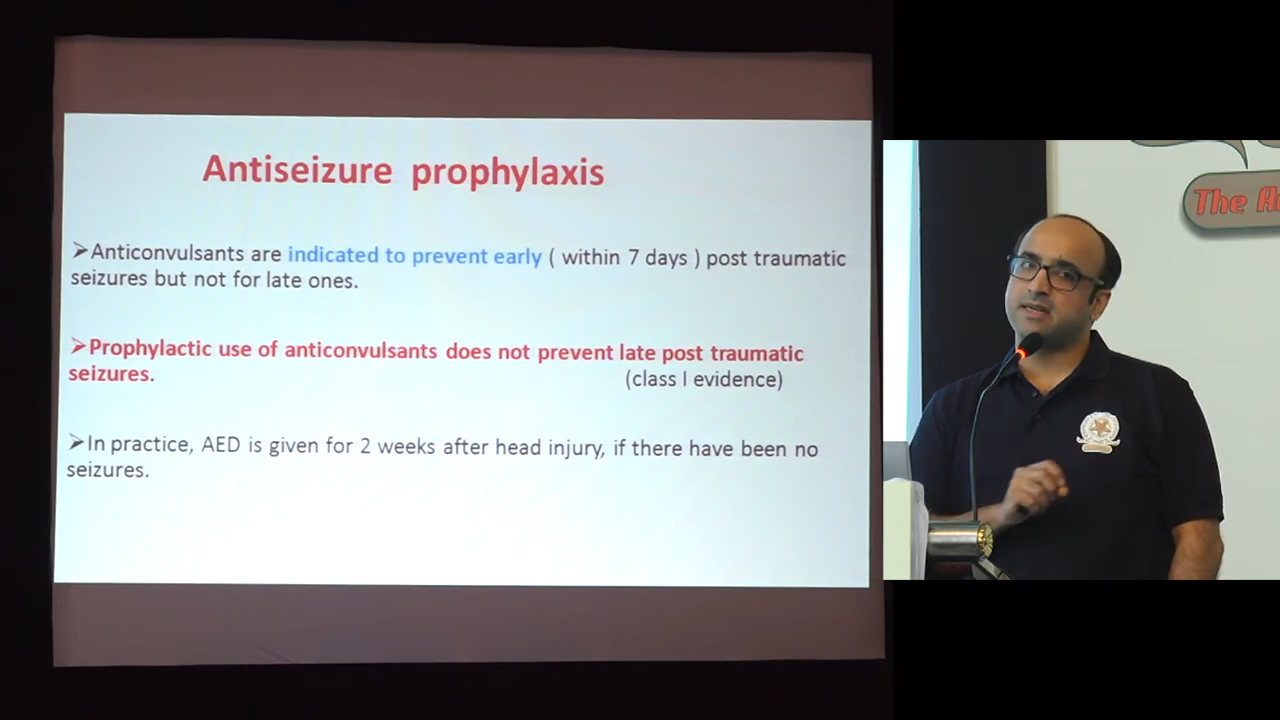 Antiseizure prophylaxis
➢Anticonvulsants are indicated to prevent early ( within 7 days ) post traumatic
seizures but not for late ones.
➢Prophylactic use of anticonvulsants does not prevent late post traumatic
seizures.
(class I evidence)
➢In practice, AED is given for 2 weeks after head injury, if there have been no
seizures.
The